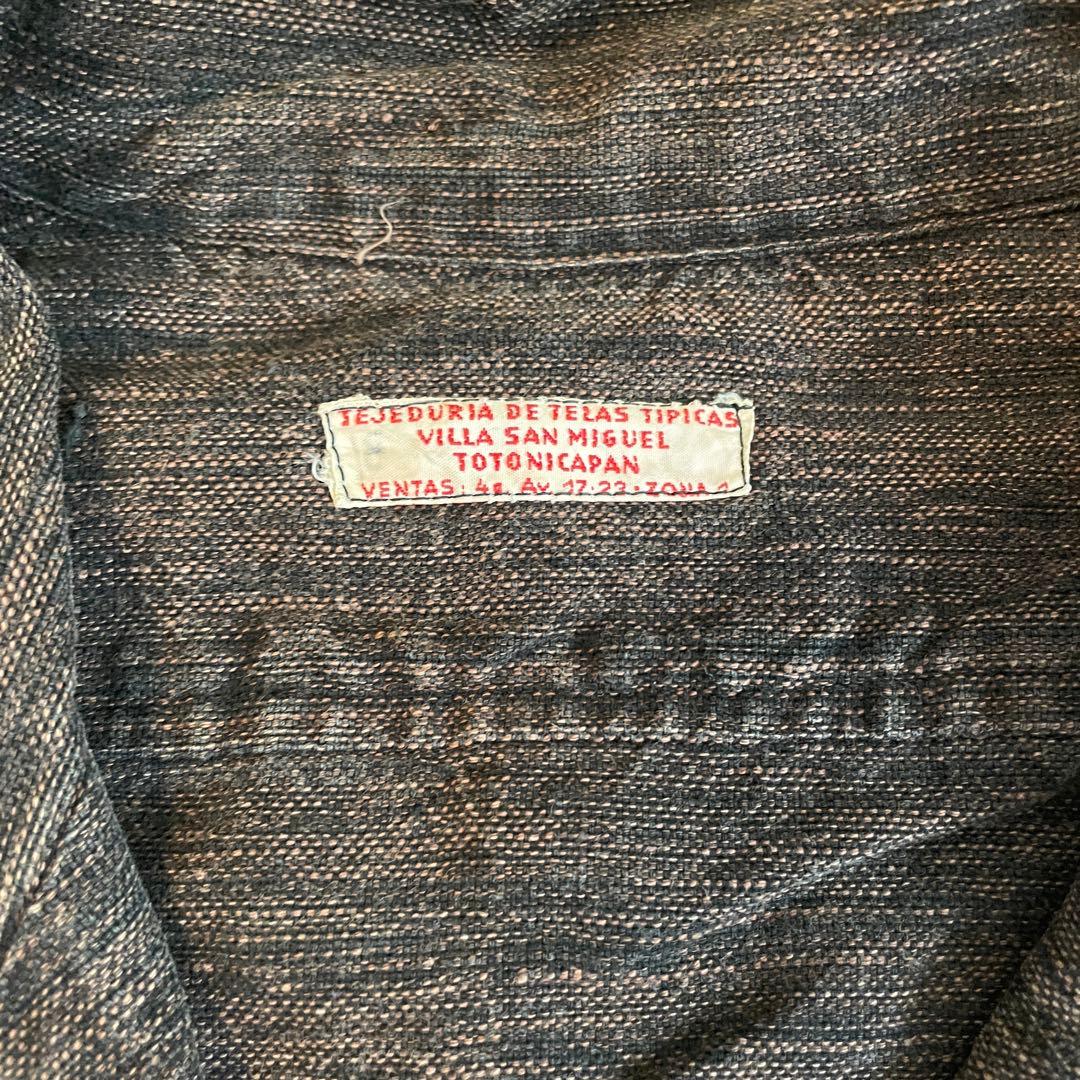 TEJEDURIA DE TELAS TIPICAS
VILLA SAN MIGUEL
TOTONICAPAN
VENTAS: 4a. Av. 17-23 · ZONA 1